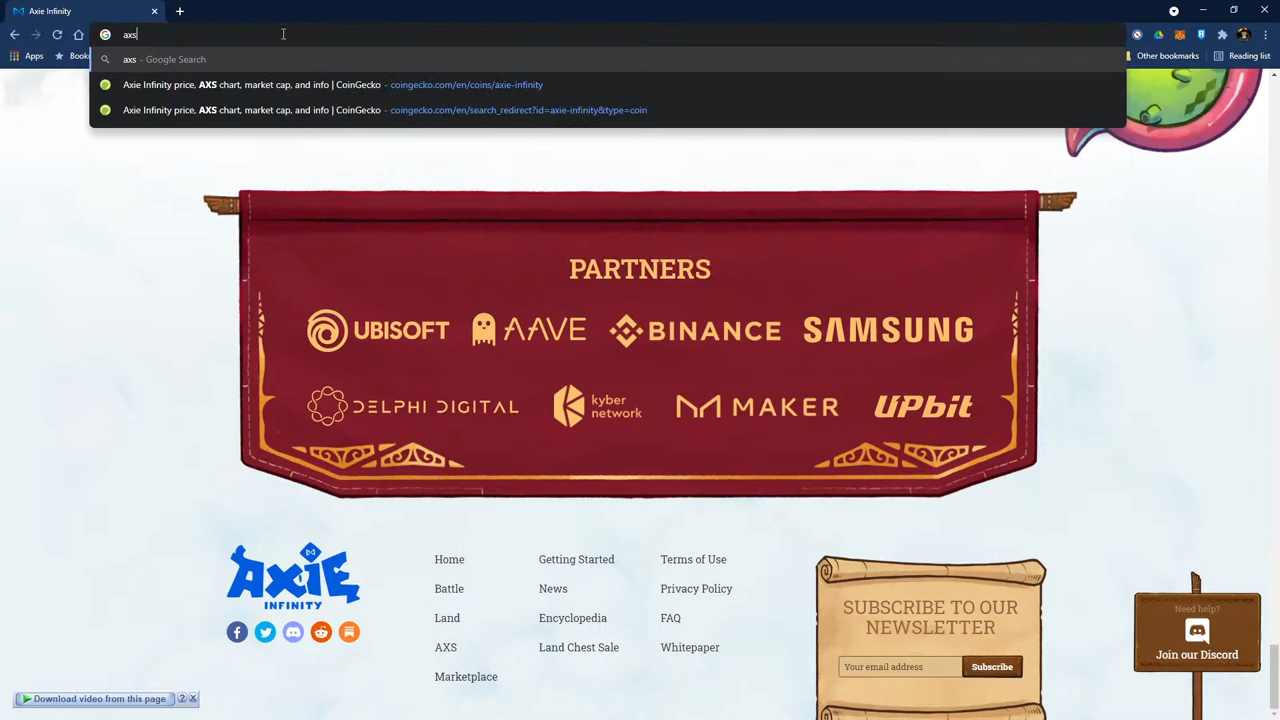 Axie Infinity
axs
axs - Google Search
Axie Infinity price, AXS chart, market cap, and info | CoinGecko - coingecko.com/en/coins/axie-infinity
Axie Infinity price, AXS chart, market cap, and info | CoinGecko - coingecko.com/en/search_redirect?id=axie-infinity&type=coin
Apps
Book
Other bookmarks
Reading list
PARTNERS
UBISOFT AAVE BINANCE SAMSUNG
DELPHI DIGITAL kyber network MAKER UPbit
AXIE
INFINITY
Home
Battle
Land
AXS
Marketplace
Getting Started
News
Encyclopedia
Land Chest Sale
Terms of Use
Privacy Policy
FAQ
Whitepaper
SUBSCRIBE TO OUR
NEWSLETTER
Your email address Subscribe
Need help?
Join our Discord
Download video from this page ? X